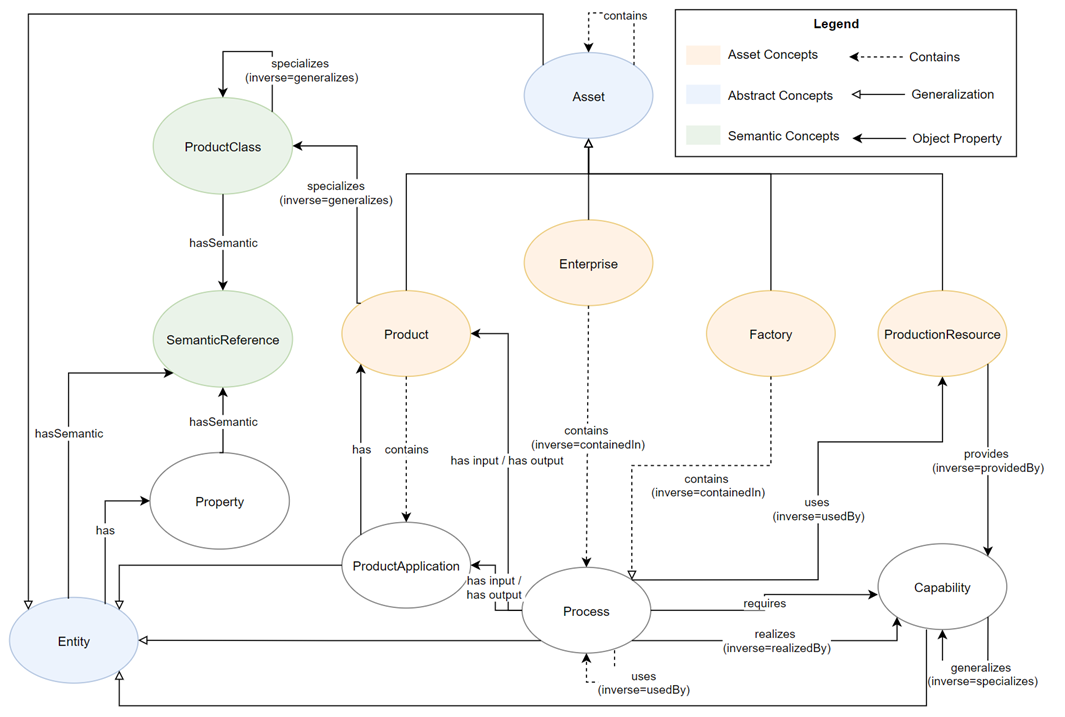 contains
Legend
Asset Concepts
Contains
Abstract Concepts
Generalization
Semantic Concepts
Object Property
specializes
(inverse=generalizes)
Asset
ProductClass
specializes
(inverse=generalizes)
hasSemantic
Enterprise
Product
Factory
ProductionResource
SemanticReference
hasSemantic
hasSemantic
has
contains
contains
(inverse=containedIn)
has input / has output
provides
(inverse=providedBy)
contains
(inverse=containedIn)
Property
has
uses
(inverse=usedBy)
ProductApplication
has input /
has output
Capability
Process
requires
Entity
realizes
(inverse=realizedBy)
generalizes
(inverse=specializes)
uses
(inverse=usedBy)